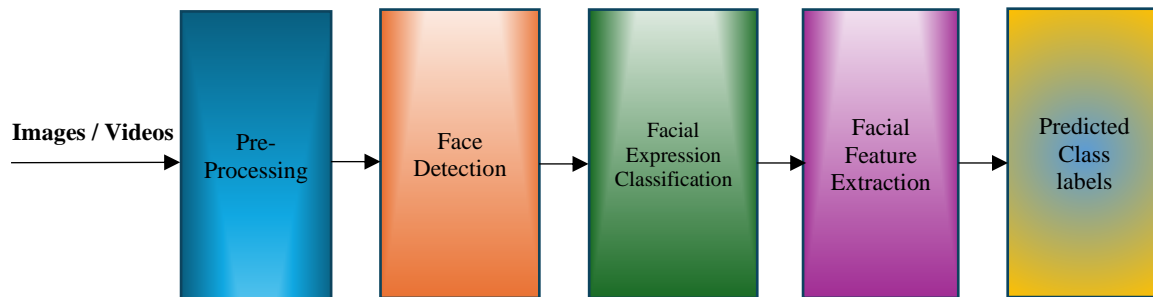 Images / Videos
Pre-
Processing
Face
Detection
Facial
Expression
Classification
Facial
Feature
Extraction
Predicted
Class
labels